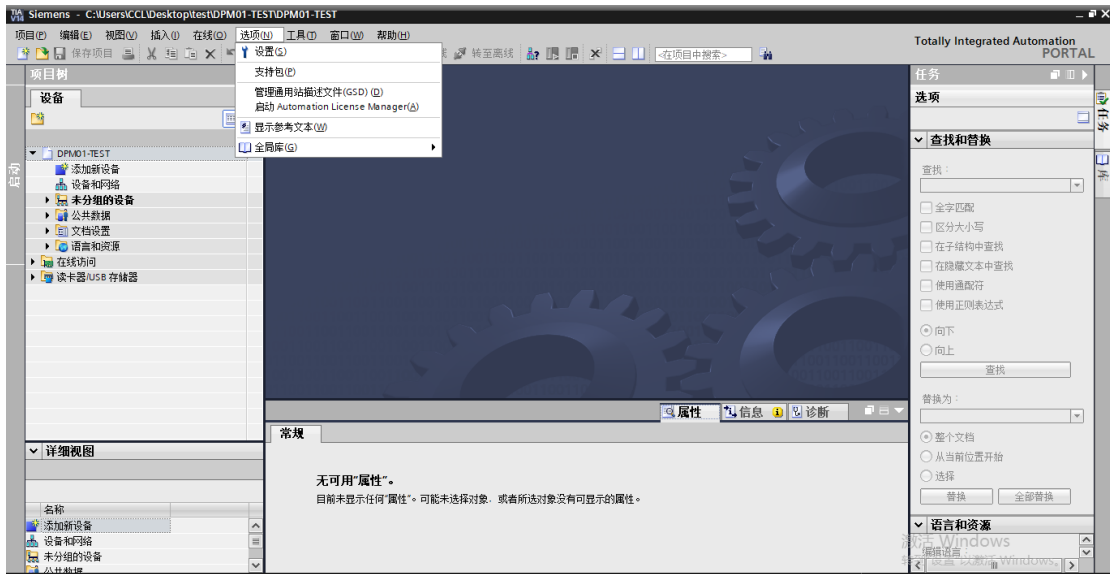 TIA V14 Siemens - C:\Users\CCL\Desktop\test\DPM01-TEST\DPM01-TEST
项目(P) 编辑(E) 视图(V) 插入(I) 在线(O) 选项(N) 工具(T) 窗口(W) 帮助(H)
Totally Integrated Automation
PORTAL
保存项目
转至离线
<在项目中搜索>
设置(S)
支持包(P)
管理通用站描述文件(GSD) (D)
启动 Automation License Manager(A)
显示参考文本(W)
全局库(G)
项目树
设备
启动
DPM01-TEST
添加新设备
设备和网络
未分组的设备
公共数据
文档设置
语言和资源
在线访问
读卡器/USB 存储器
详细视图
名称
添加新设备
设备和网络
未分组的设备
公共数据
属性
信息
诊断
常规
无可用“属性”。
目前未显示任何“属性”。可能未选择对象，或者所选对象没有可显示的属性。
任务
选项
查找和替换
查找：
全字匹配
区分大小写
在子结构中查找
在隐藏文本中查找
使用通配符
使用正则表达式
向下
向上
查找
替换为：
整个文档
从当前位置开始
选择
替换
全部替换
语言和资源
编辑语言：
激活 Windows
转到“设置”以激活 Windows。
任务
库